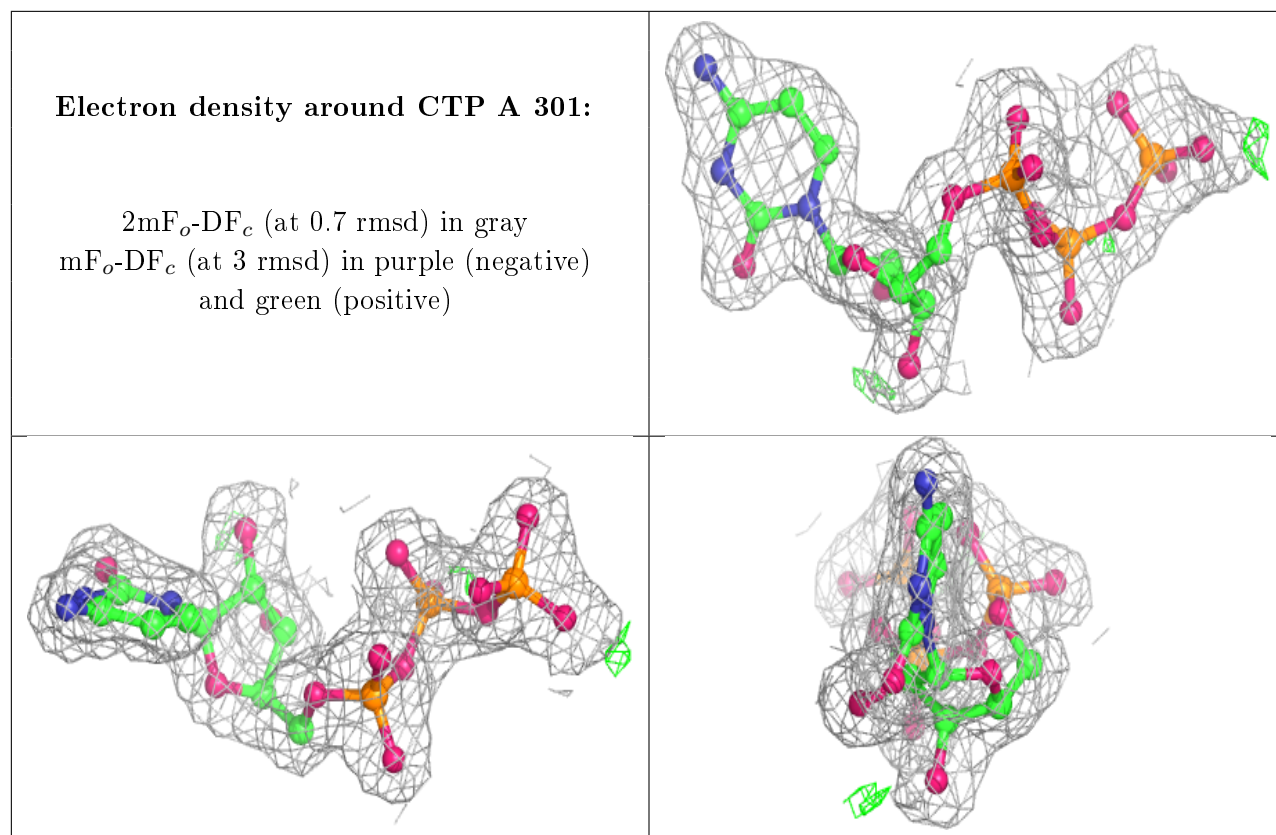 Electron density around CTP A 301:
2mFo-DFc (at 0.7 rmsd) in gray
mFo-DFc (at 3 rmsd) in purple (negative)
and green (positive)